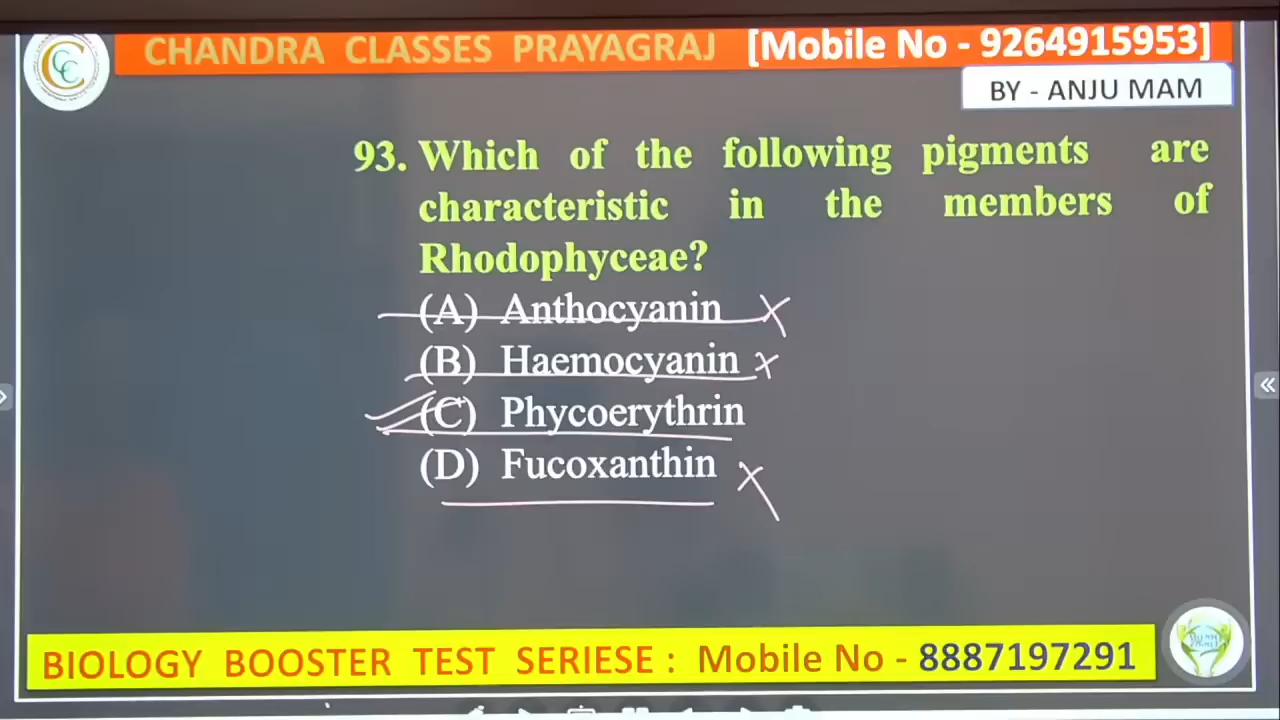 CHANDRA CLASSES PRAYAGRAJ [Mobile No - 9264915953]
BY - ANJU MAM
93. Which of the following pigments are
characteristic in the members of
Rhodophyceae?
(A) Anthocyanin
(B) Haemocyanin
(C) Phycoerythrin
(D) Fucoxanthin
BIOLOGY BOOSTER TEST SERIESE : Mobile No - 8887197291